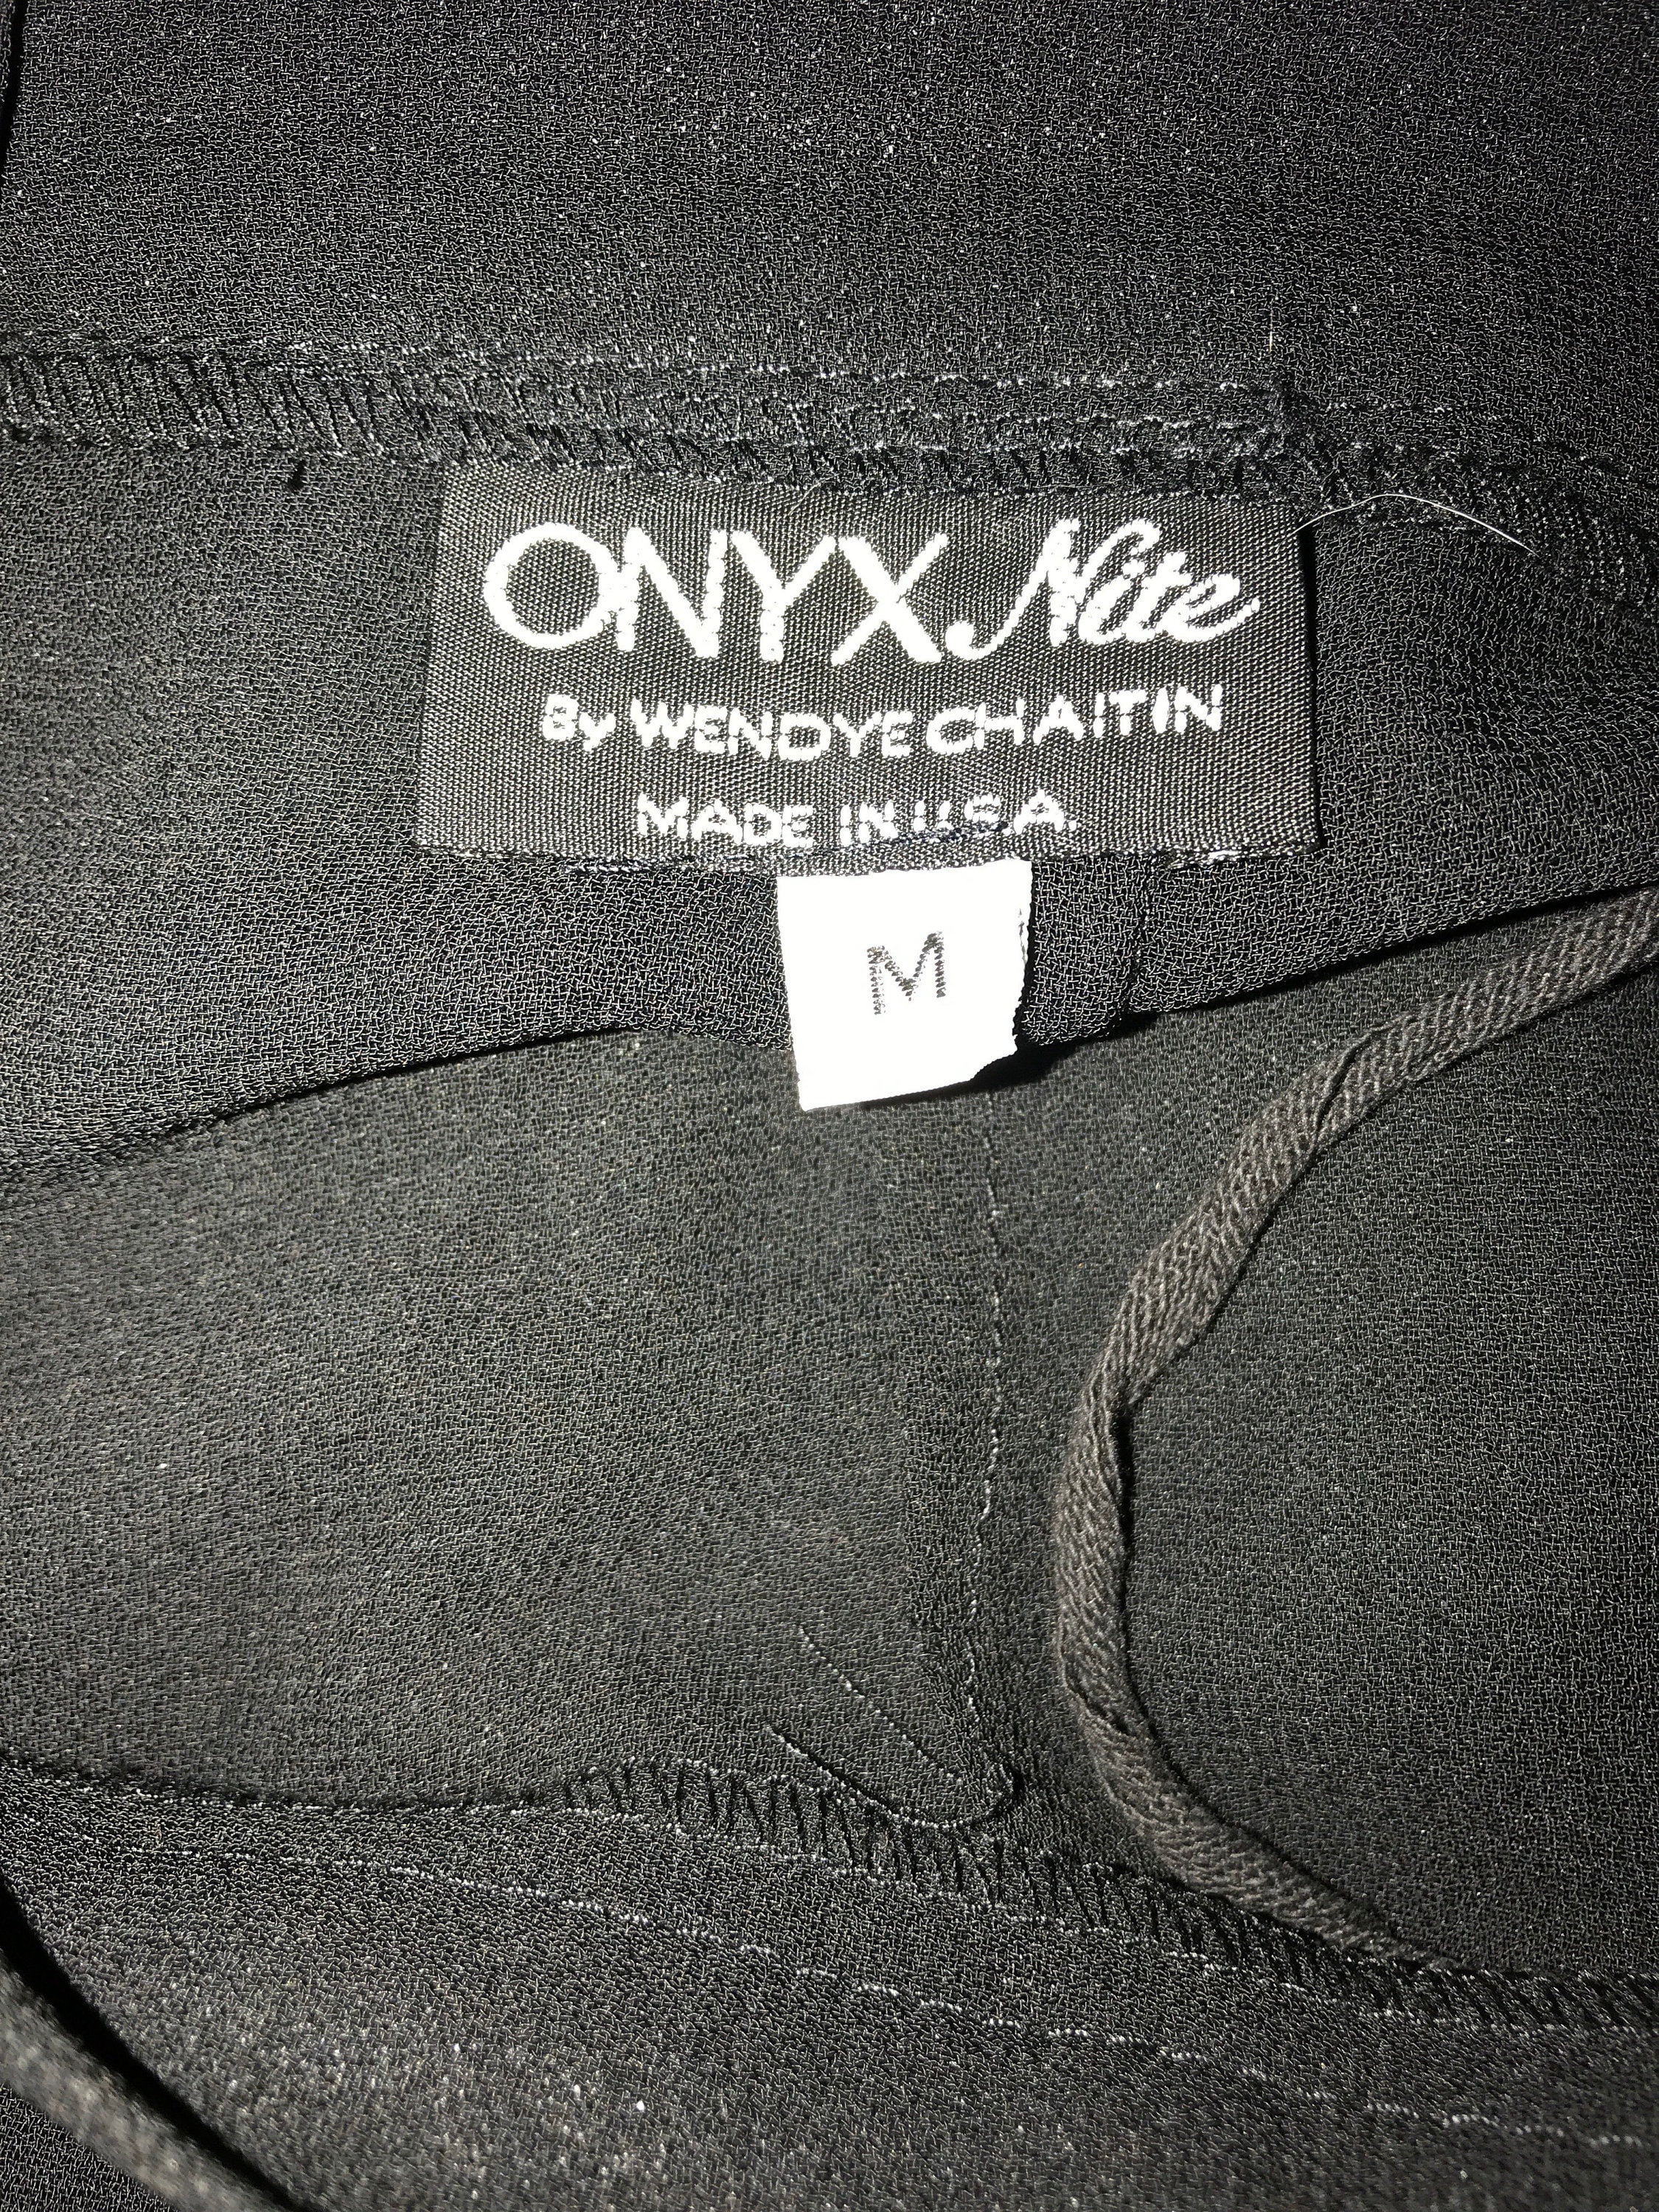 ONYX Nite
By WENDYE CHAITIN
MADE IN U.S.A.
M